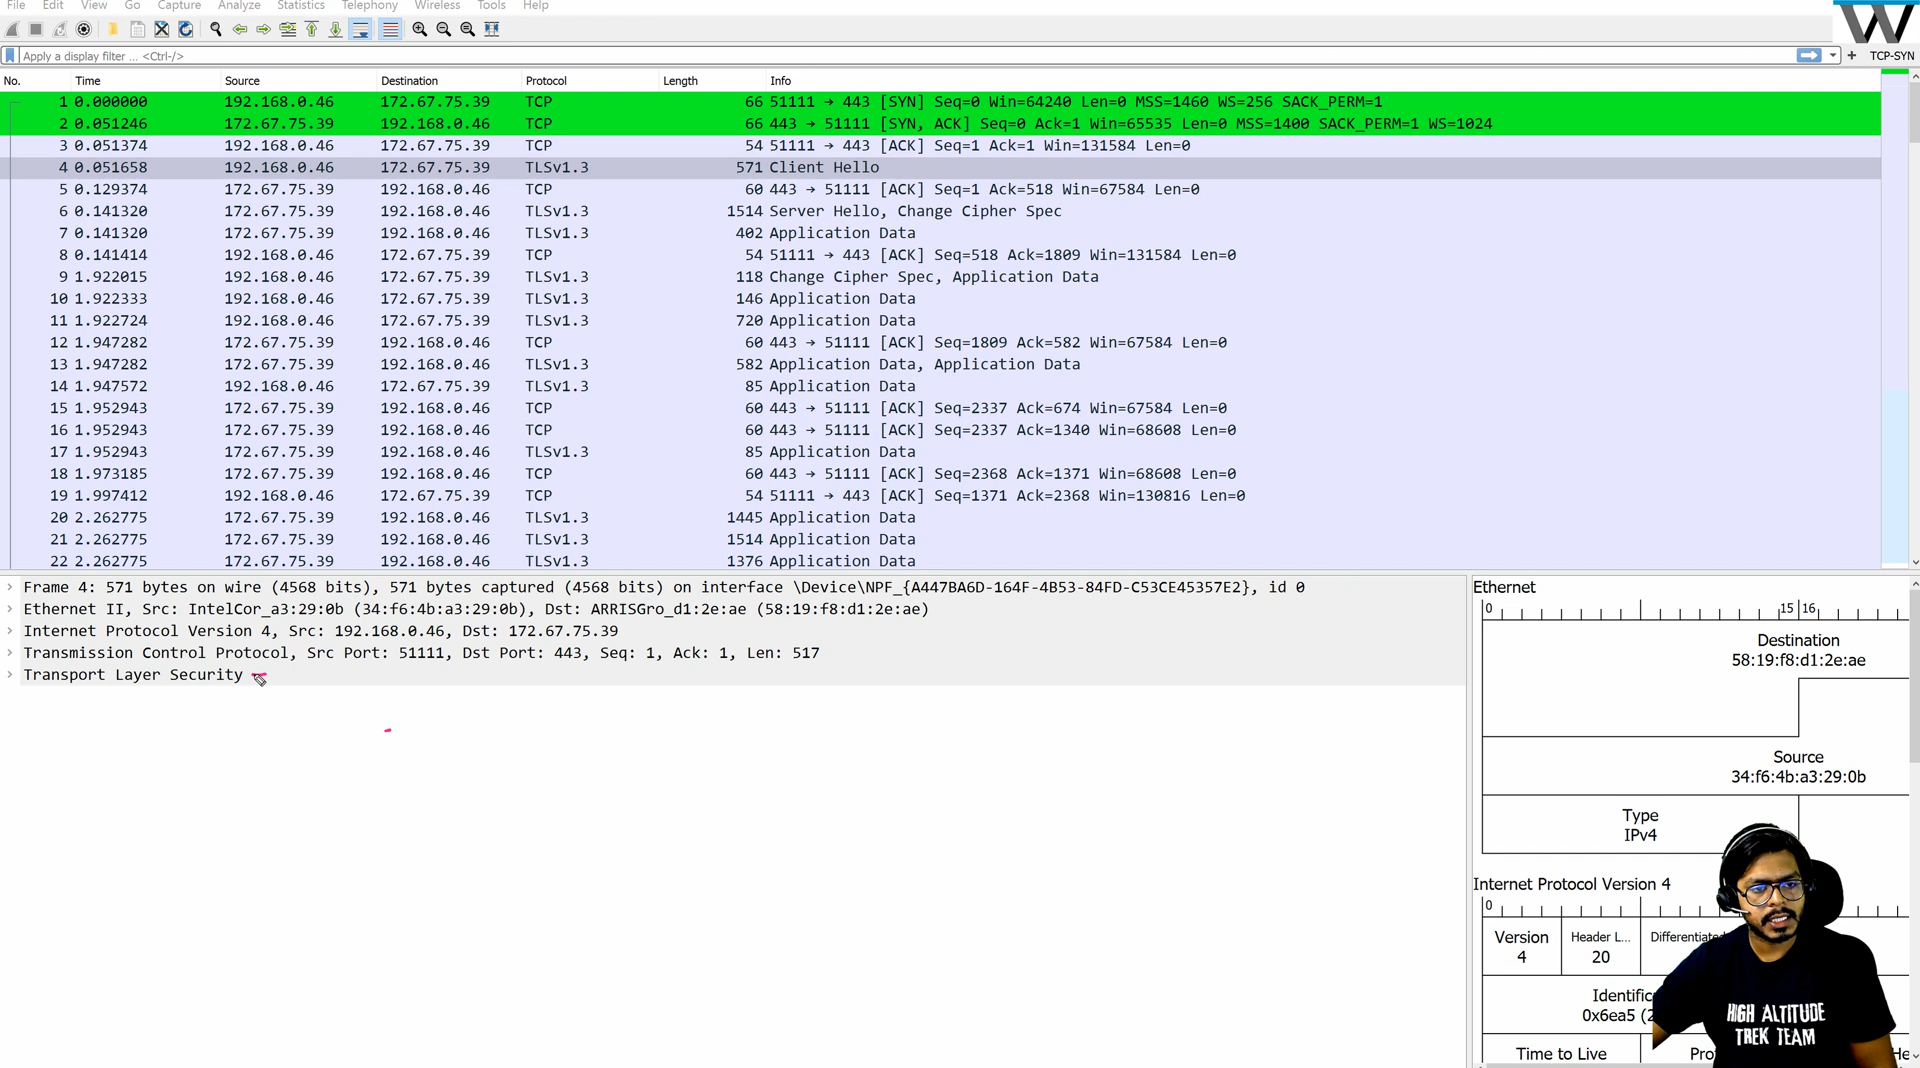 File Edit View Go Capture Analyze Statistics Telephony Wireless Tools Help
W
Apply a display filter ... <Ctrl-/>
+ TCP-SYN
No. Time Source Destination Protocol Length Info
1 0.000000 192.168.0.46 172.67.75.39 TCP 66 51111 → 443 [SYN] Seq=0 Win=64240 Len=0 MSS=1460 WS=256 SACK_PERM=1
2 0.051246 172.67.75.39 192.168.0.46 TCP 66 443 → 51111 [SYN, ACK] Seq=0 Ack=1 Win=65535 Len=0 MSS=1400 SACK_PERM=1 WS=1024
3 0.051374 192.168.0.46 172.67.75.39 TCP 54 51111 → 443 [ACK] Seq=1 Ack=1 Win=131584 Len=0
4 0.051658 192.168.0.46 172.67.75.39 TLSv1.3 571 Client Hello
5 0.129374 172.67.75.39 192.168.0.46 TCP 60 443 → 51111 [ACK] Seq=1 Ack=518 Win=67584 Len=0
6 0.141320 172.67.75.39 192.168.0.46 TLSv1.3 1514 Server Hello, Change Cipher Spec
7 0.141320 172.67.75.39 192.168.0.46 TLSv1.3 402 Application Data
8 0.141414 192.168.0.46 172.67.75.39 TCP 54 51111 → 443 [ACK] Seq=518 Ack=1809 Win=131584 Len=0
9 1.922015 192.168.0.46 172.67.75.39 TLSv1.3 118 Change Cipher Spec, Application Data
10 1.922333 192.168.0.46 172.67.75.39 TLSv1.3 146 Application Data
11 1.922724 192.168.0.46 172.67.75.39 TLSv1.3 720 Application Data
12 1.947282 172.67.75.39 192.168.0.46 TCP 60 443 → 51111 [ACK] Seq=1809 Ack=582 Win=67584 Len=0
13 1.947282 172.67.75.39 192.168.0.46 TLSv1.3 582 Application Data, Application Data
14 1.947572 192.168.0.46 172.67.75.39 TLSv1.3 85 Application Data
15 1.952943 172.67.75.39 192.168.0.46 TCP 60 443 → 51111 [ACK] Seq=2337 Ack=674 Win=67584 Len=0
16 1.952943 172.67.75.39 192.168.0.46 TCP 60 443 → 51111 [ACK] Seq=2337 Ack=1340 Win=68608 Len=0
17 1.952943 172.67.75.39 192.168.0.46 TLSv1.3 85 Application Data
18 1.973185 172.67.75.39 192.168.0.46 TCP 60 443 → 51111 [ACK] Seq=2368 Ack=1371 Win=68608 Len=0
19 1.997412 192.168.0.46 172.67.75.39 TCP 54 51111 → 443 [ACK] Seq=1371 Ack=2368 Win=130816 Len=0
20 2.262775 172.67.75.39 192.168.0.46 TLSv1.3 1445 Application Data
21 2.262775 172.67.75.39 192.168.0.46 TLSv1.3 1514 Application Data
22 2.262775 172.67.75.39 192.168.0.46 TLSv1.3 1376 Application Data
Frame 4: 571 bytes on wire (4568 bits), 571 bytes captured (4568 bits) on interface \Device\NPF_{A447BA6D-164F-4B53-84FD-C53CE45357E2}, id 0
Ethernet II, Src: IntelCor_a3:29:0b (34:f6:4b:a3:29:0b), Dst: ARRISGro_d1:2e:ae (58:19:f8:d1:2e:ae)
Internet Protocol Version 4, Src: 192.168.0.46, Dst: 172.67.75.39
Transmission Control Protocol, Src Port: 51111, Dst Port: 443, Seq: 1, Ack: 1, Len: 517
Transport Layer Security
Ethernet
0 15 16
Destination
58:19:f8:d1:2e:ae
Source
34:f6:4b:a3:29:0b
Type
IPv4
Internet Protocol Version 4
0
Version Header L... Differentiated
4 20
Identific
0x6ea5 (2
Time to Live Pro He
HIGH ALTITUDE
TREK TEAM